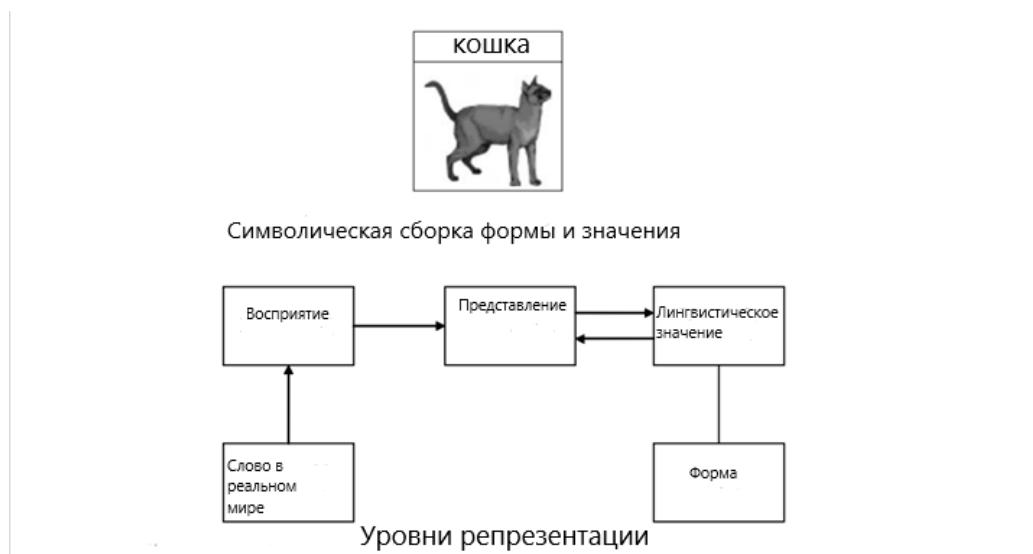 кошка
Символическая сборка формы и значения
Восприятие
Представление
Лингвистическое
значение
Слово в
реальном
мире
Форма
Уровни репрезентации